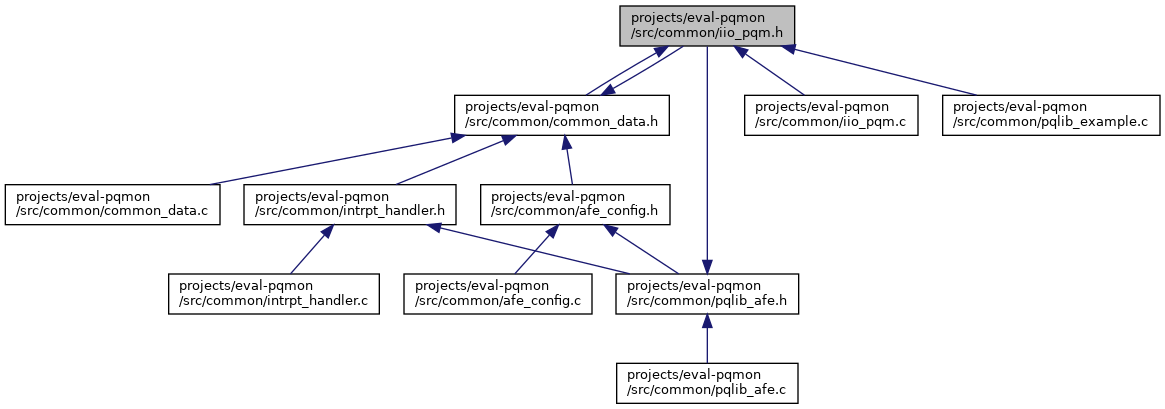 projects/eval-pqmon
/src/common/iio_pqm.h
projects/eval-pqmon
/src/common/common_data.h
projects/eval-pqmon
/src/common/iio_pqm.c
projects/eval-pqmon
/src/common/pqlib_example.c
projects/eval-pqmon
/src/common/common_data.c
projects/eval-pqmon
/src/common/intrpt_handler.h
projects/eval-pqmon
/src/common/afe_config.h
projects/eval-pqmon
/src/common/intrpt_handler.c
projects/eval-pqmon
/src/common/afe_config.c
projects/eval-pqmon
/src/common/pqlib_afe.h
projects/eval-pqmon
/src/common/pqlib_afe.c